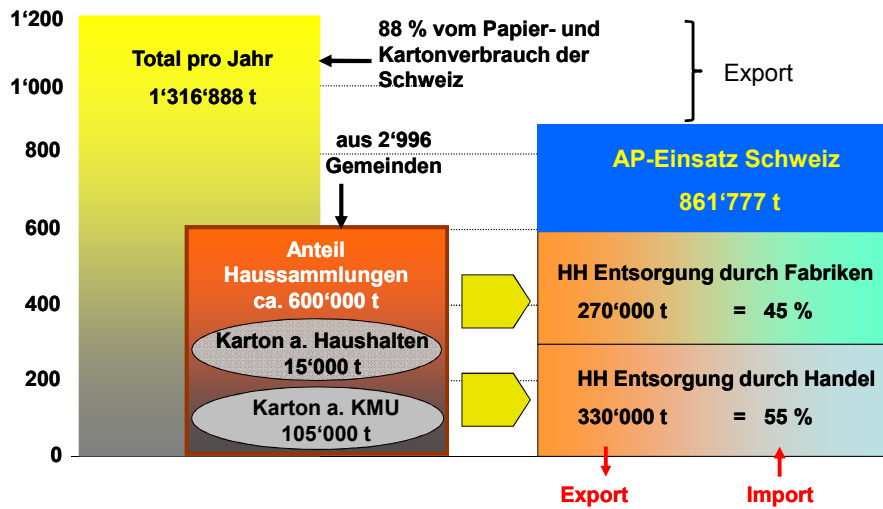 1‘200
1‘000
800
600
400
200
0
Total pro Jahr
1‘316‘888 t
88 % vom Papier- und
Kartonverbrauch der
Schweiz
aus 2‘996
Gemeinden
Anteil
Haussammlungen
ca. 600‘000 t
Karton a. Haushalten
15‘000 t
Karton a. KMU
105‘000 t
Export
AP-Einsatz Schweiz
861‘777 t
HH Entsorgung durch Fabriken
270‘000 t = 45 %
HH Entsorgung durch Handel
330‘000 t = 55 %
Export Import